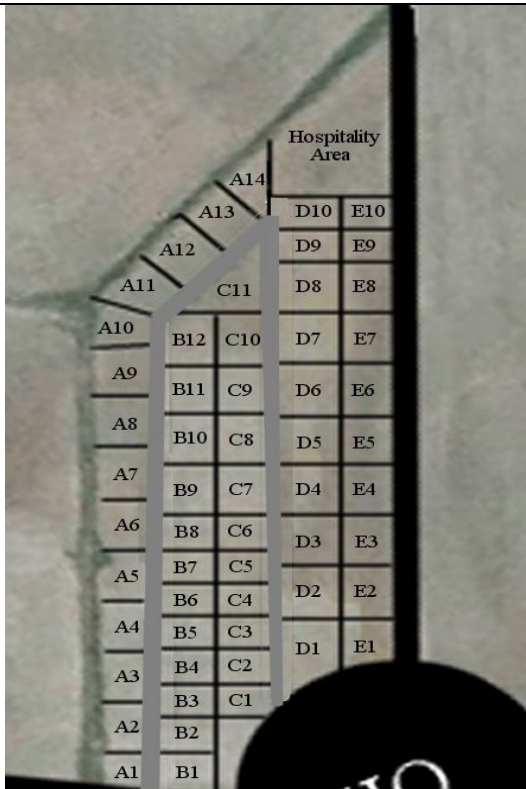 Hospitality
Area
A14
A13 D10 E10
A12 D9 E9
A11 C11 D8 E8
A10 B12 C10 D7 E7
A9 B11 C9 D6 E6
A8 B10 C8 D5 E5
A7 B9 C7 D4 E4
A6 B8 C6 D3 E3
A5 B7 C5
B6 C4 D2 E2
A4 B5 C3
A3 B4 C2 D1 E1
B3 C1
A2 B2
A1 B1